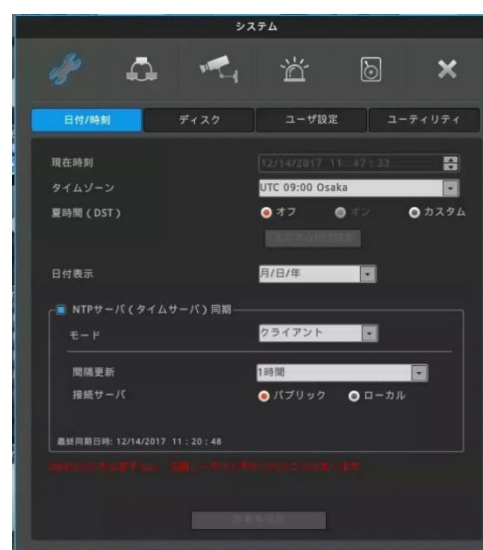 システム
日付/時刻 ディスク ユーザ設定 ユーティリティ
現在時刻 12/14/2017 11:47:33
タイムゾーン UTC 09:00 Osaka
夏時間 (DST) オフ オン カスタム
日付表示 月/日/年
NTPサーバ(タイムサーバ)同期
モード クライアント
間隔更新 1時間
接続サーバ パブリック ローカル
最終同期日時: 12/14/2017 11:20:48